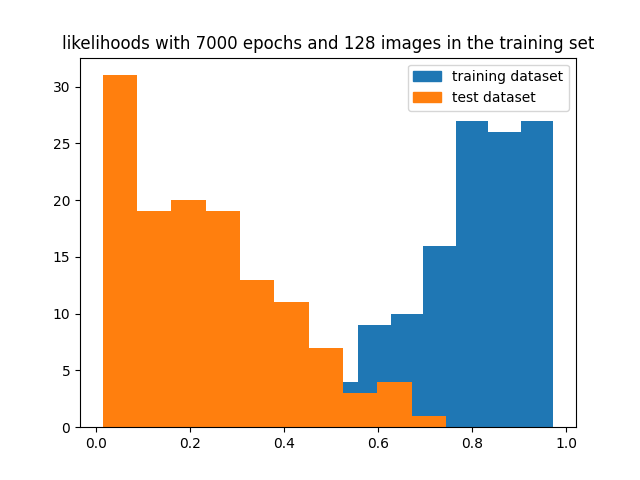 likelihoods with 7000 epochs and 128 images in the training set
training dataset
test dataset
30
25
20
15
10
5
0
0.0 0.2 0.4 0.6 0.8 1.0